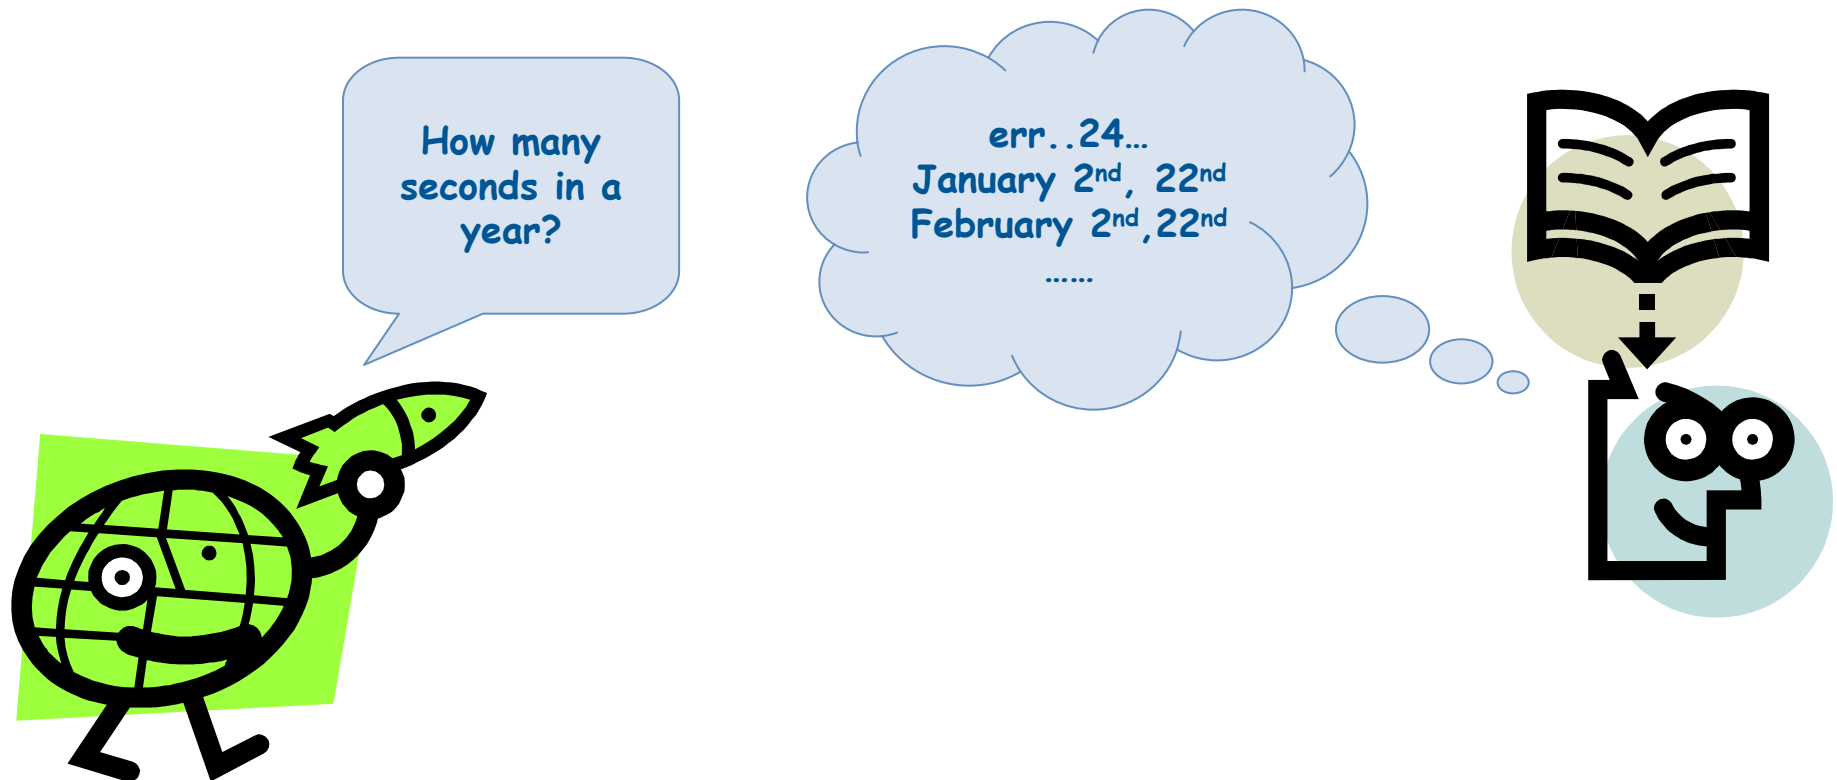 How many
seconds in a
year?
err..24…
January 2nd, 22nd
February 2nd,22nd
……